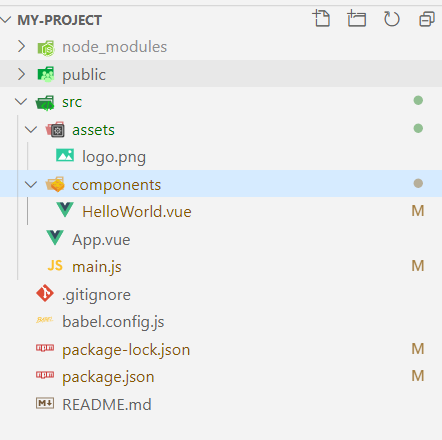 MY-PROJECT
node_modules
public
src
assets
logo.png
components
HelloWorld.vue M
App.vue
JS main.js M
.gitignore
babel.config.js
package-lock.json M
package.json M
README.md